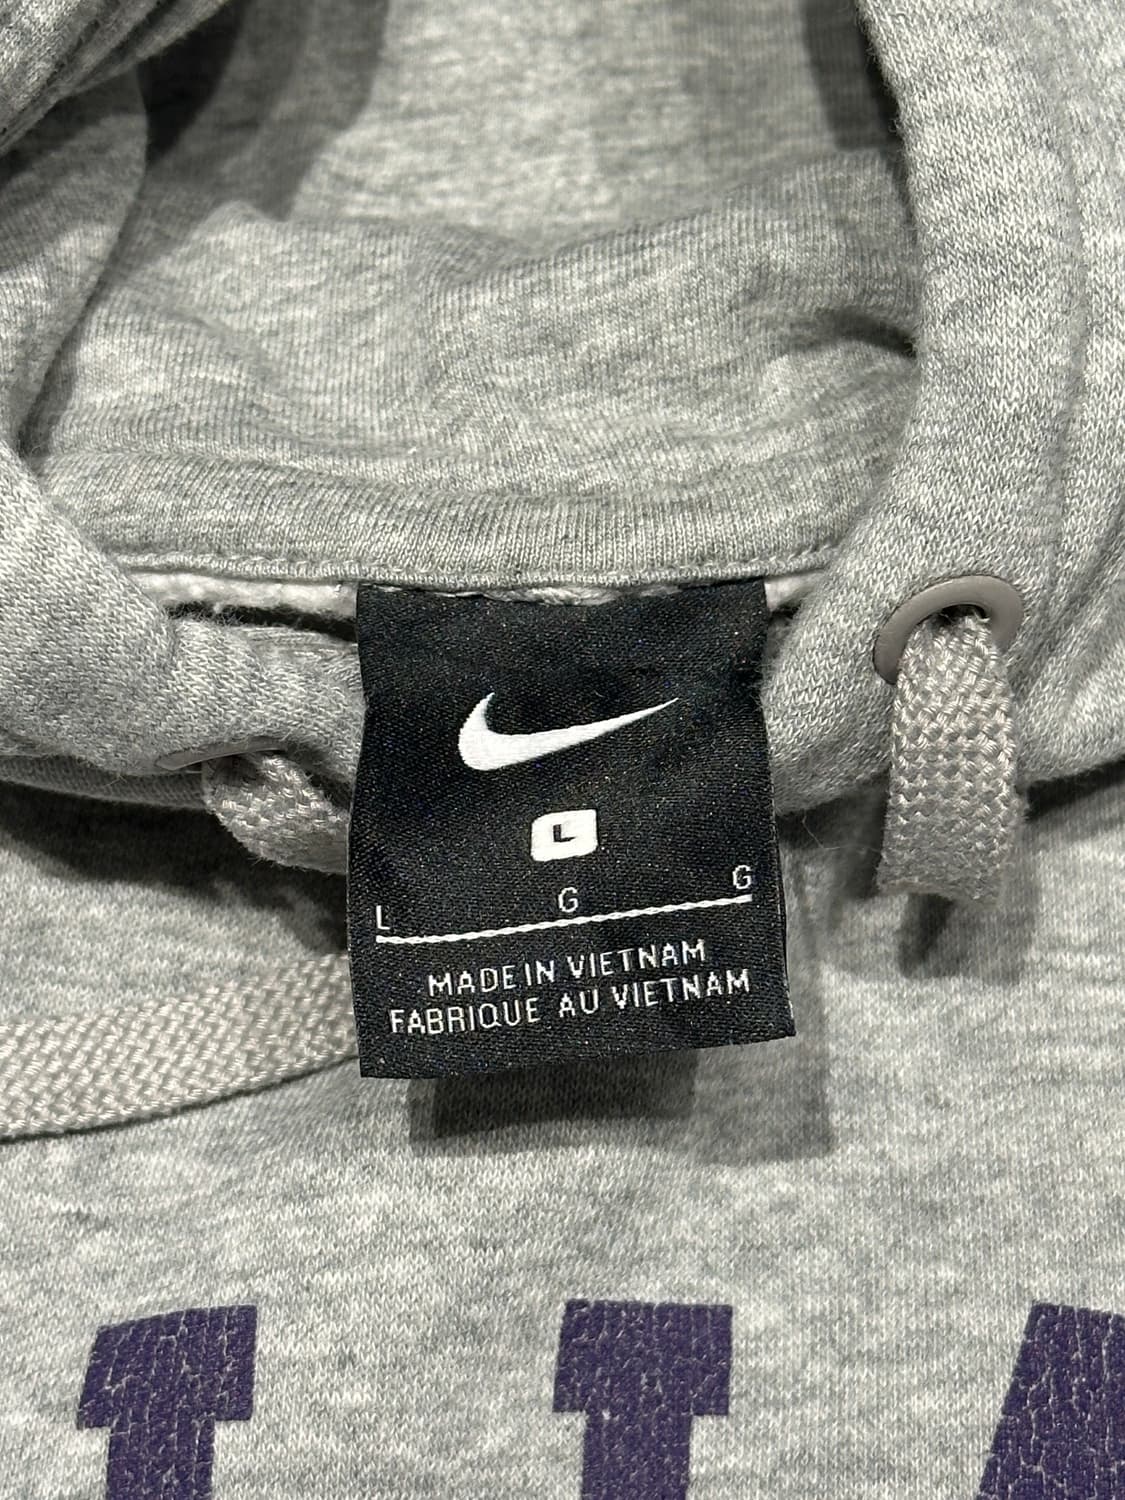 L
L G G
MADE IN VIETNAM
FABRIQUE AU VIETNAM